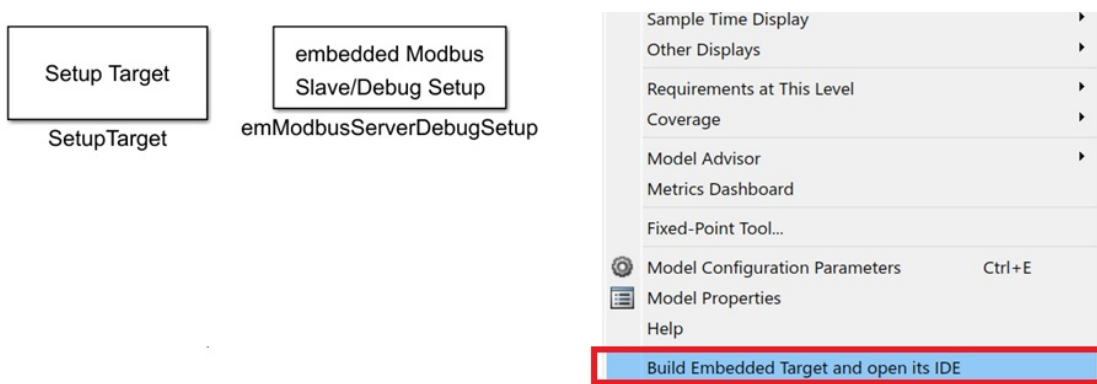 Setup Target
SetupTarget
embedded Modbus
Slave/Debug Setup
emModbusServerDebugSetup
Sample Time Display
Other Displays
Requirements at This Level
Coverage
Model Advisor
Metrics Dashboard
Fixed-Point Tool...
Model Configuration Parameters Ctrl+E
Model Properties
Help
Build Embedded Target and open its IDE